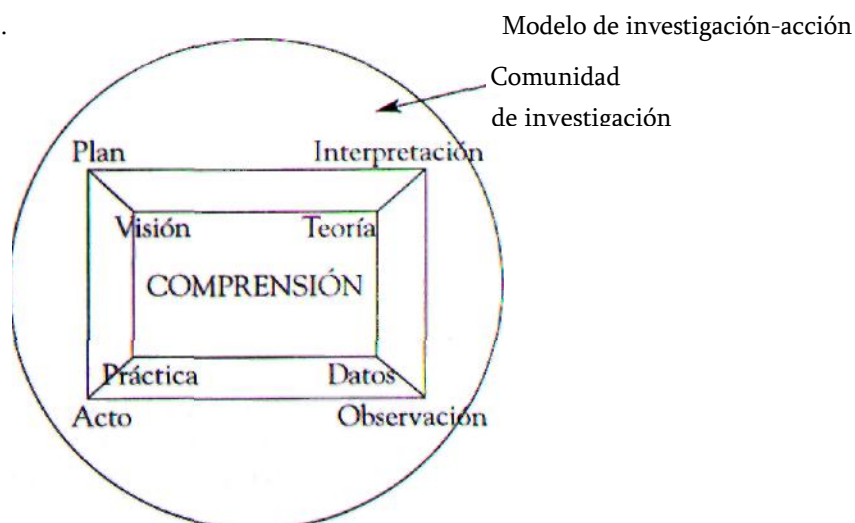 . Modelo de investigación-acción
Comunidad
de investigación
Plan Interpretación
Visión Teoría
COMPRENSIÓN
Práctica Datos
Acto Observación